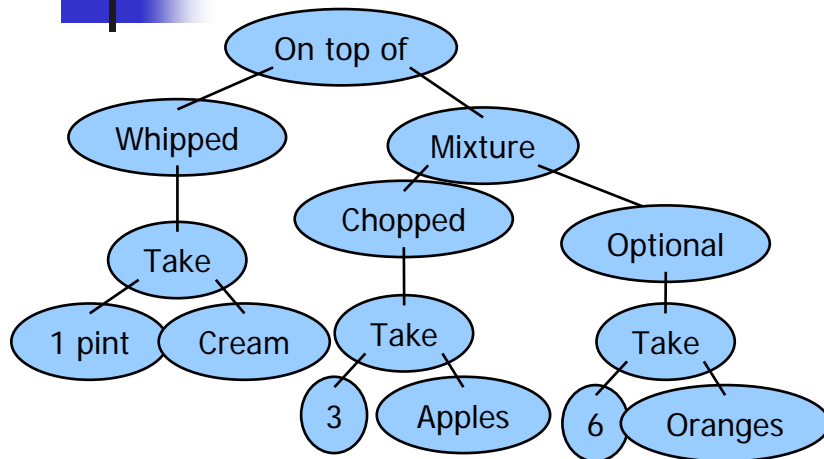 On top of
Whipped
Mixture
Chopped
Optional
Take
1 pint
Cream
Take
3
Apples
Take
6
Oranges